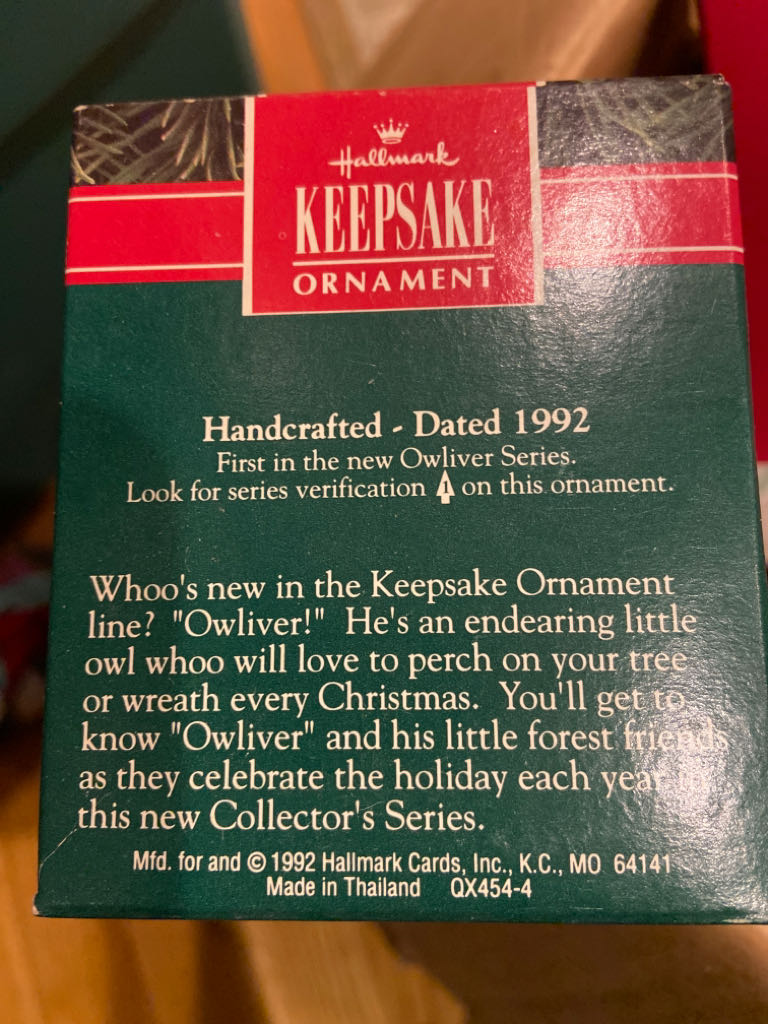 Hallmark
KEEPSAKE
ORNAMENT
Handcrafted - Dated 1992
First in the new Owliver Series.
Look for series verification 1 on this ornament.
Whoo's new in the Keepsake Ornament
line? "Owliver!" He's an endearing little
owl whoo will love to perch on your tree
or wreath every Christmas. You'll get to
know "Owliver" and his little forest friends
as they celebrate the holiday each year in
this new Collector's Series.
Mfd. for and © 1992 Hallmark Cards, Inc., K.C., MO 64141
Made in Thailand QX454-4